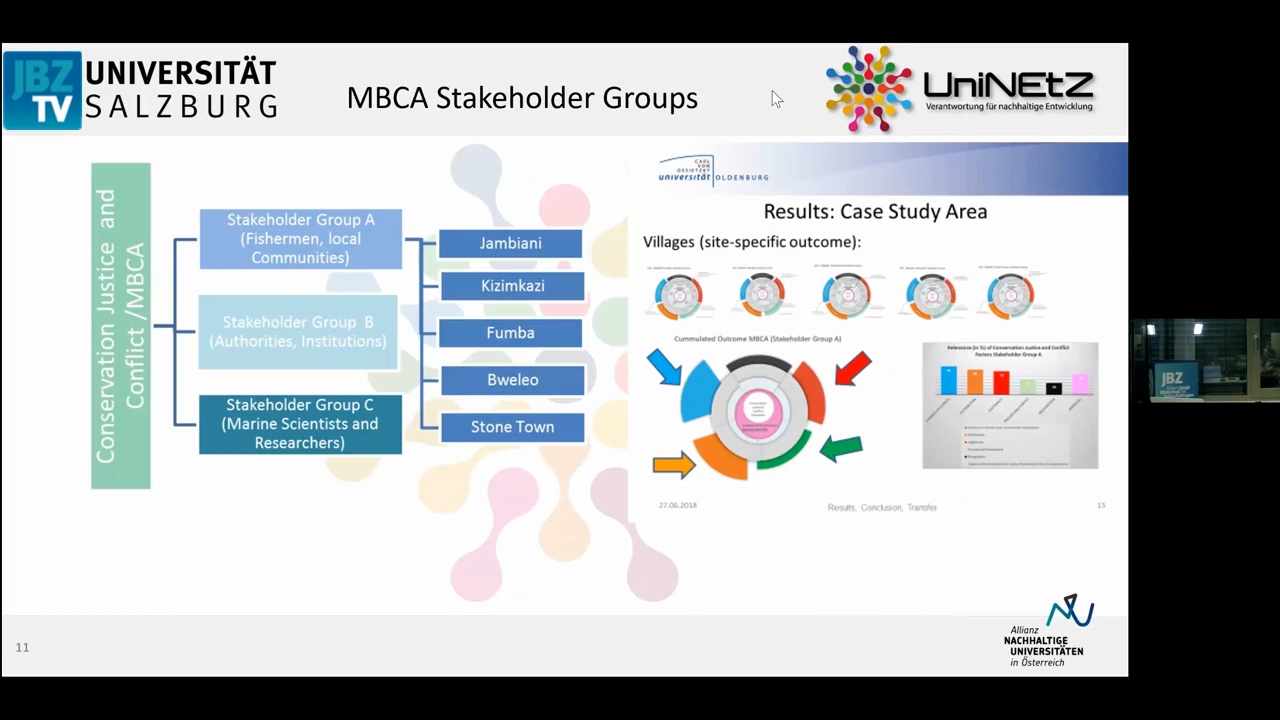 JBZ
TV
UNIVERSITÄT
SALZBURG
MBCA Stakeholder Groups
UniNEtZ
Verantwortung für nachhaltige Entwicklung
Conservation Justice and
Conflict /MBCA
Stakeholder Group A
(Fishermen, local
Communities)
Stakeholder Group B
(Authorities, Institutions)
Stakeholder Group C
(Marine Scientists and
Researchers)
Jambiani
Kizimkazi
Fumba
Bweleo
Stone Town
CARL
VON
OSSIETZKY
universität OLDENBURG
Results: Case Study Area
Villages (site-specific outcome):
Cummulated Outcome MBCA (Stakeholder Group A)
Relevance (in %) of Conservation Justice and Conflict
Factors Stakeholder Group A
27.06.2018
Results, Conclusion, Transfer
15
11
Allianz
NACHHALTIGE
UNIVERSITÄTEN
in Österreich
JBZ